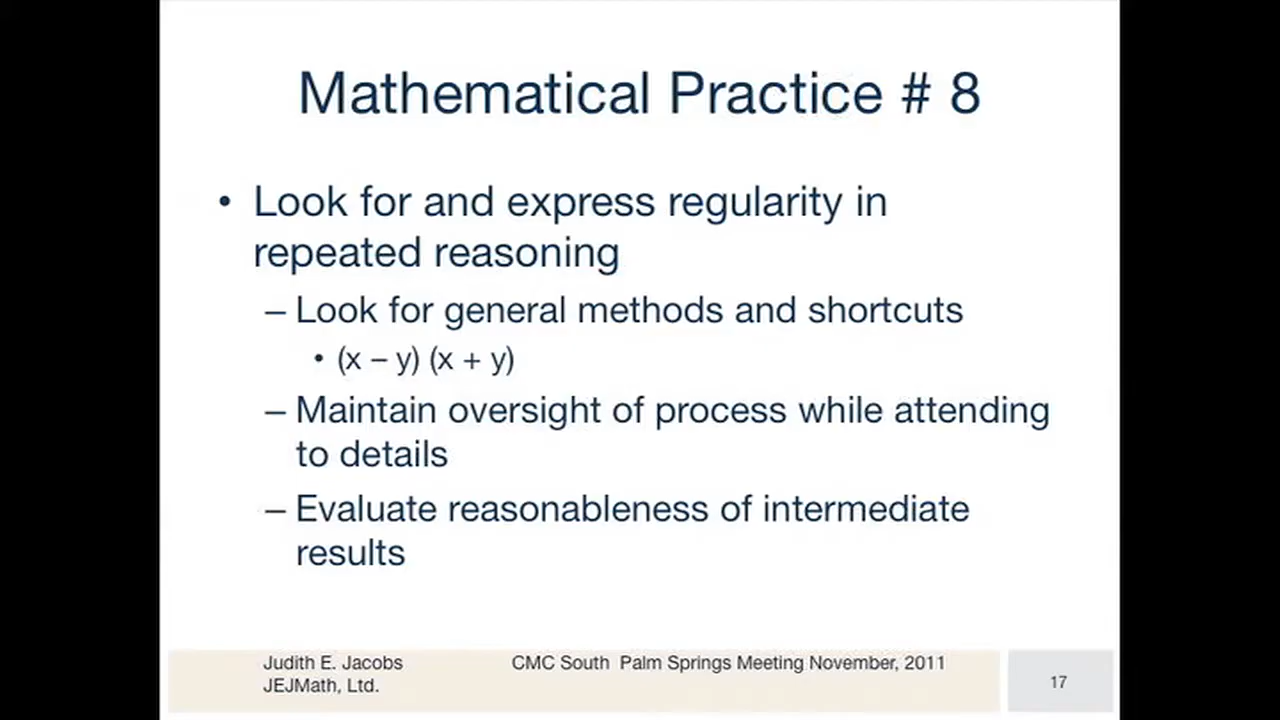 Mathematical Practice # 8
• Look for and express regularity in
repeated reasoning
– Look for general methods and shortcuts
• (x – y) (x + y)
– Maintain oversight of process while attending
to details
– Evaluate reasonableness of intermediate
results
Judith E. Jacobs
JEJMath, Ltd.
CMC South  Palm Springs Meeting November, 2011
17